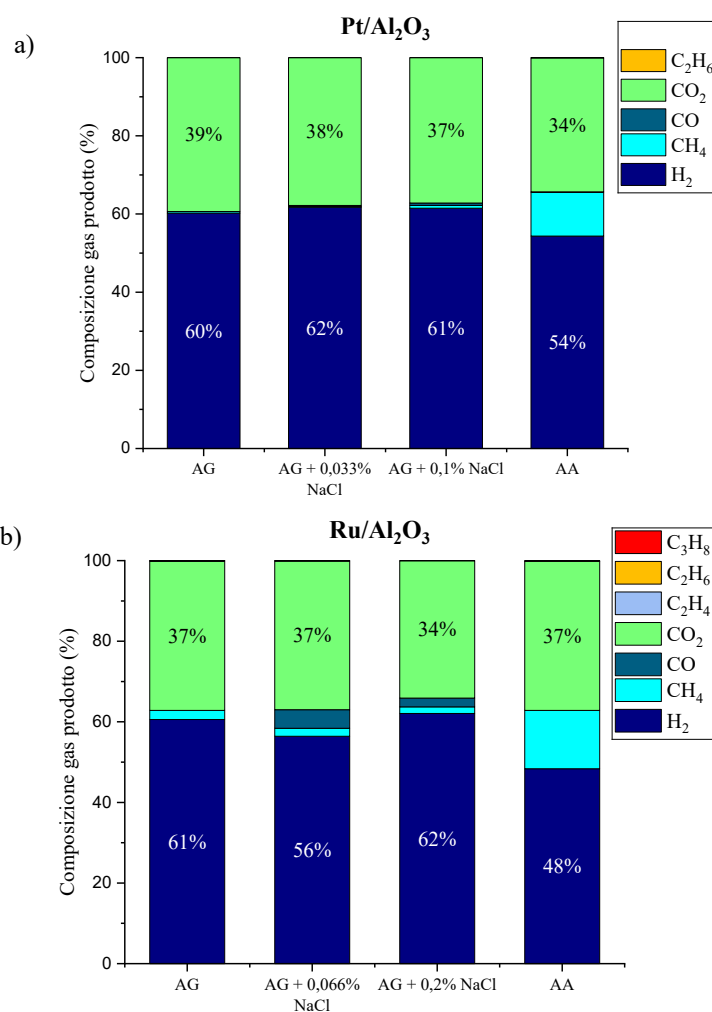 a)
Pt/Al₂O₃
Composizione gas prodotto (%)
100
80
60
40
20
0
39%
38%
37%
34%
60%
62%
61%
54%
AG
AG + 0,033%
NaCl
AG + 0,1% NaCl
AA
C₂H₆
CO₂
CO
CH₄
H₂
b)
Ru/Al₂O₃
Composizione gas prodotto (%)
100
80
60
40
20
0
37%
37%
34%
37%
61%
56%
62%
48%
AG
AG + 0,066%
NaCl
AG + 0,2% NaCl
AA
C₃H₈
C₂H₆
C₂H₄
CO₂
CO
CH₄
H₂